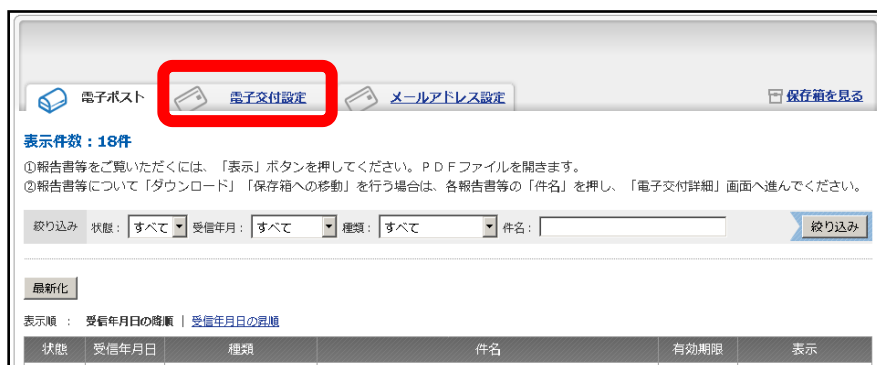 電子ポスト 電子交付設定 メールアドレス設定 保存箱を見る
表示件数：18件
①報告書等をご覧いただくには、「表示」ボタンを押してください。ＰＤＦファイルを開きます。
②報告書等について「ダウンロード」「保存箱への移動」を行う場合は、各報告書等の「件名」を押し、「電子交付詳細」画面へ進んでください。
絞り込み 状態： すべて 受信年月： すべて 種類： すべて 件名： 絞り込み
最新化
表示順 ： 受信年月日の降順 | 受信年月日の昇順
状態 受信年月日 種類 件名 有効期限 表示